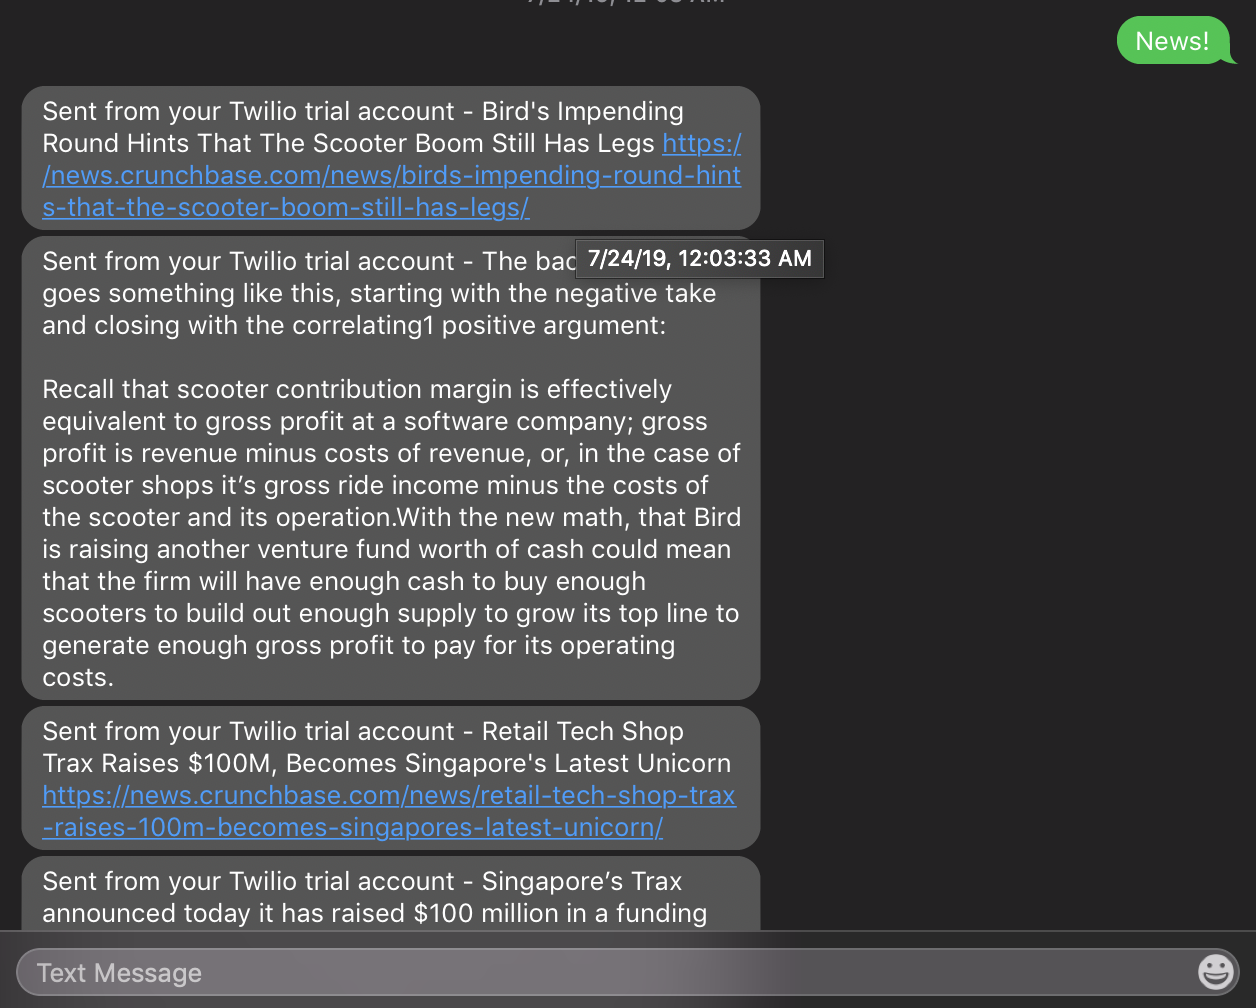 News!
Sent from your Twilio trial account - Bird's Impending
Round Hints That The Scooter Boom Still Has Legs https:/
/news.crunchbase.com/news/birds-impending-round-hint
s-that-the-scooter-boom-still-has-legs/
Sent from your Twilio trial account - The
7/24/19, 12:03:33 AM
goes something like this, starting with the negative take
and closing with the correlating1 positive argument:
Recall that scooter contribution margin is effectively
equivalent to gross profit at a software company; gross
profit is revenue minus costs of revenue, or, in the case of
scooter shops it’s gross ride income minus the costs of
the scooter and its operation.With the new math, that Bird
is raising another venture fund worth of cash could mean
that the firm will have enough cash to buy enough
scooters to build out enough supply to grow its top line to
generate enough gross profit to pay for its operating
costs.
Sent from your Twilio trial account - Retail Tech Shop
Trax Raises $100M, Becomes Singapore's Latest Unicorn
https://news.crunchbase.com/news/retail-tech-shop-trax
-raises-100m-becomes-singapores-latest-unicorn/
Sent from your Twilio trial account - Singapore’s Trax
announced today it has raised $100 million in a funding
Text Message